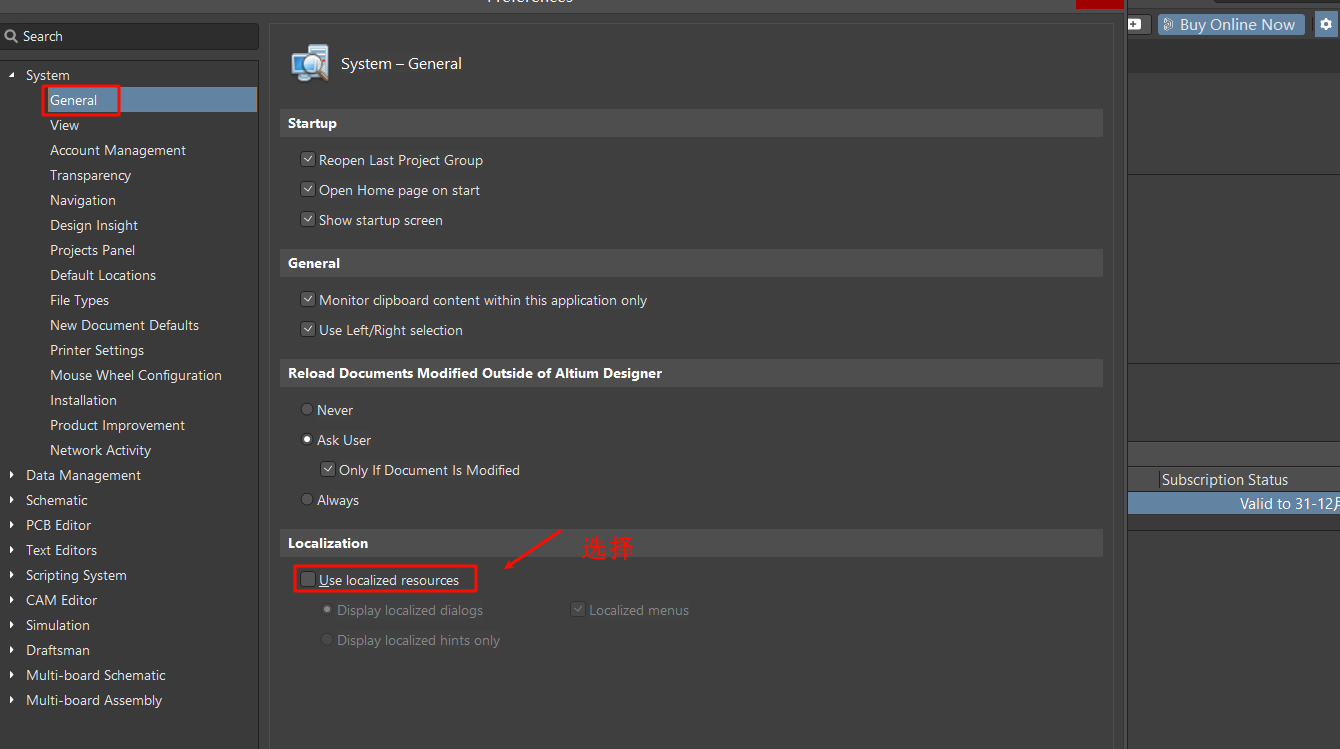 Preferences
Search
System
General
View
Account Management
Transparency
Navigation
Design Insight
Projects Panel
Default Locations
File Types
New Document Defaults
Printer Settings
Mouse Wheel Configuration
Installation
Product Improvement
Network Activity
Data Management
Schematic
PCB Editor
Text Editors
Scripting System
CAM Editor
Simulation
Draftsman
Multi-board Schematic
Multi-board Assembly
System – General
Startup
Reopen Last Project Group
Open Home page on start
Show startup screen
General
Monitor clipboard content within this application only
Use Left/Right selection
Reload Documents Modified Outside of Altium Designer
Never
Ask User
Only If Document Is Modified
Always
Localization
选择
Use localized resources
Display localized dialogs
Localized menus
Display localized hints only
Buy Online Now
Subscription Status
Valid to 31-12月